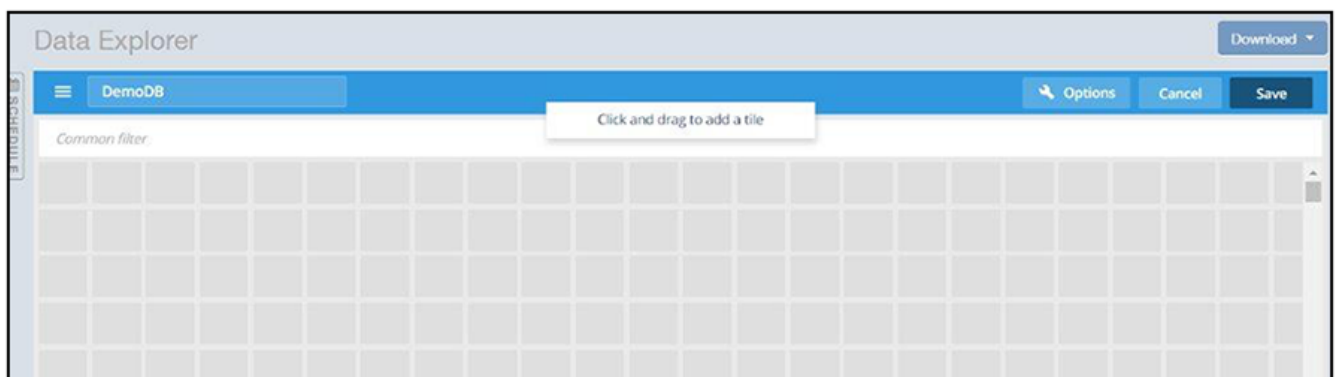 Data Explorer
Download
SCHEDULE
DemoDB
Options
Cancel
Save
Click and drag to add a tile
Common filter